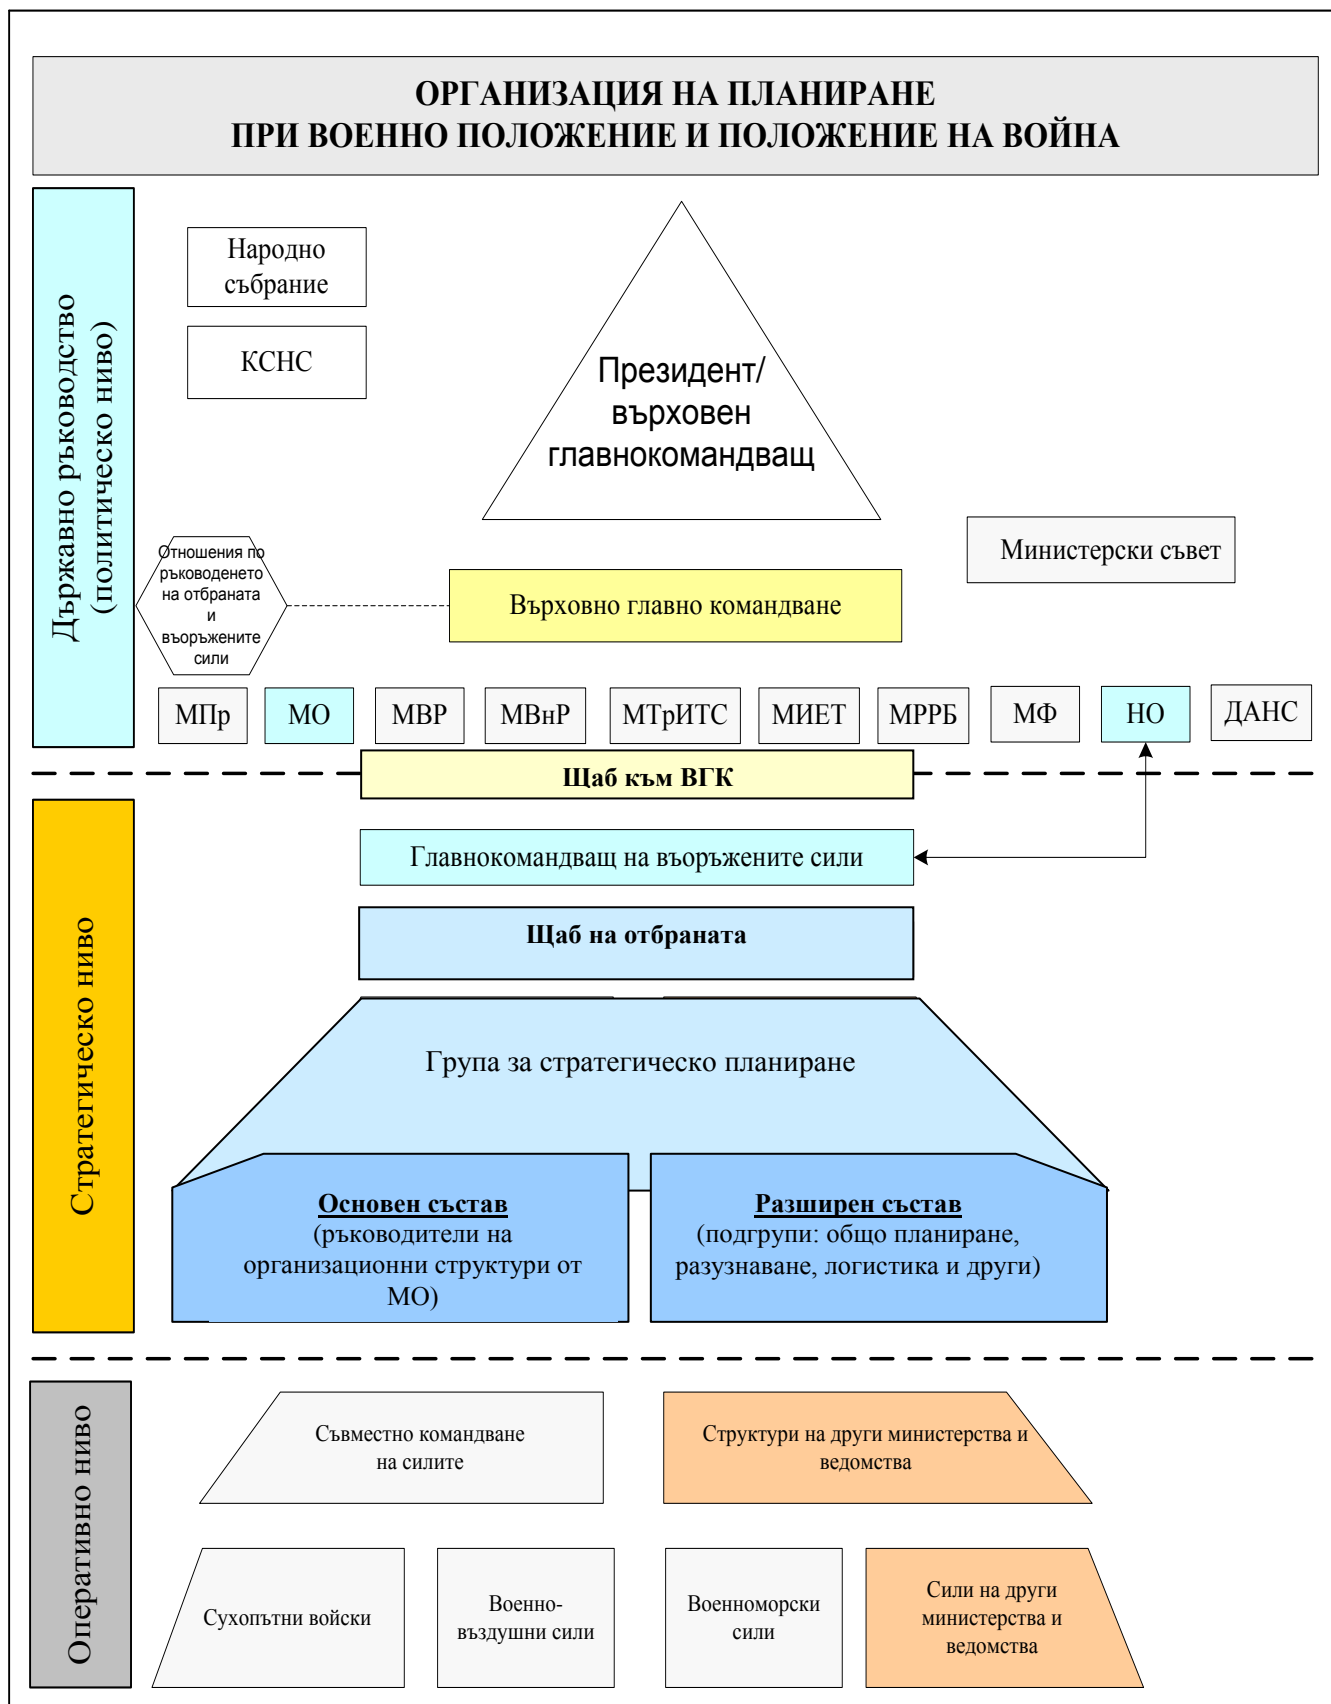 ОРГАНИЗАЦИЯ НА ПЛАНИРАНЕ
ПРИ ВОЕННО ПОЛОЖЕНИЕ И ПОЛОЖЕНИЕ НА ВОЙНА
Държавно ръководство
(политическо ниво)
Народно
събрание
КСНС
Президент/
върховен
главнокомандващ
Министерски съвет
Отношения по
ръководенето
на отбраната
и
въоръжените
сили
Върховно главно командване
МПр
МО
МВР
МВнР
МТрИТС
МИЕТ
МРРБ
МФ
НО
ДАНС
Щаб към ВГК
Стратегическо ниво
Главнокомандващ на въоръжените сили
Щаб на отбраната
Група за стратегическо планиране
Основен състав
(ръководители на
организационни структури от
МО)
Разширен състав
(подгрупи: общо планиране,
разузнаване, логистика и други)
Оперативно ниво
Съвместно командване
на силите
Структури на други министерства и
ведомства
Сухопътни войски
Военно-
въздушни сили
Военноморски
сили
Сили на други
министерства и
ведомства